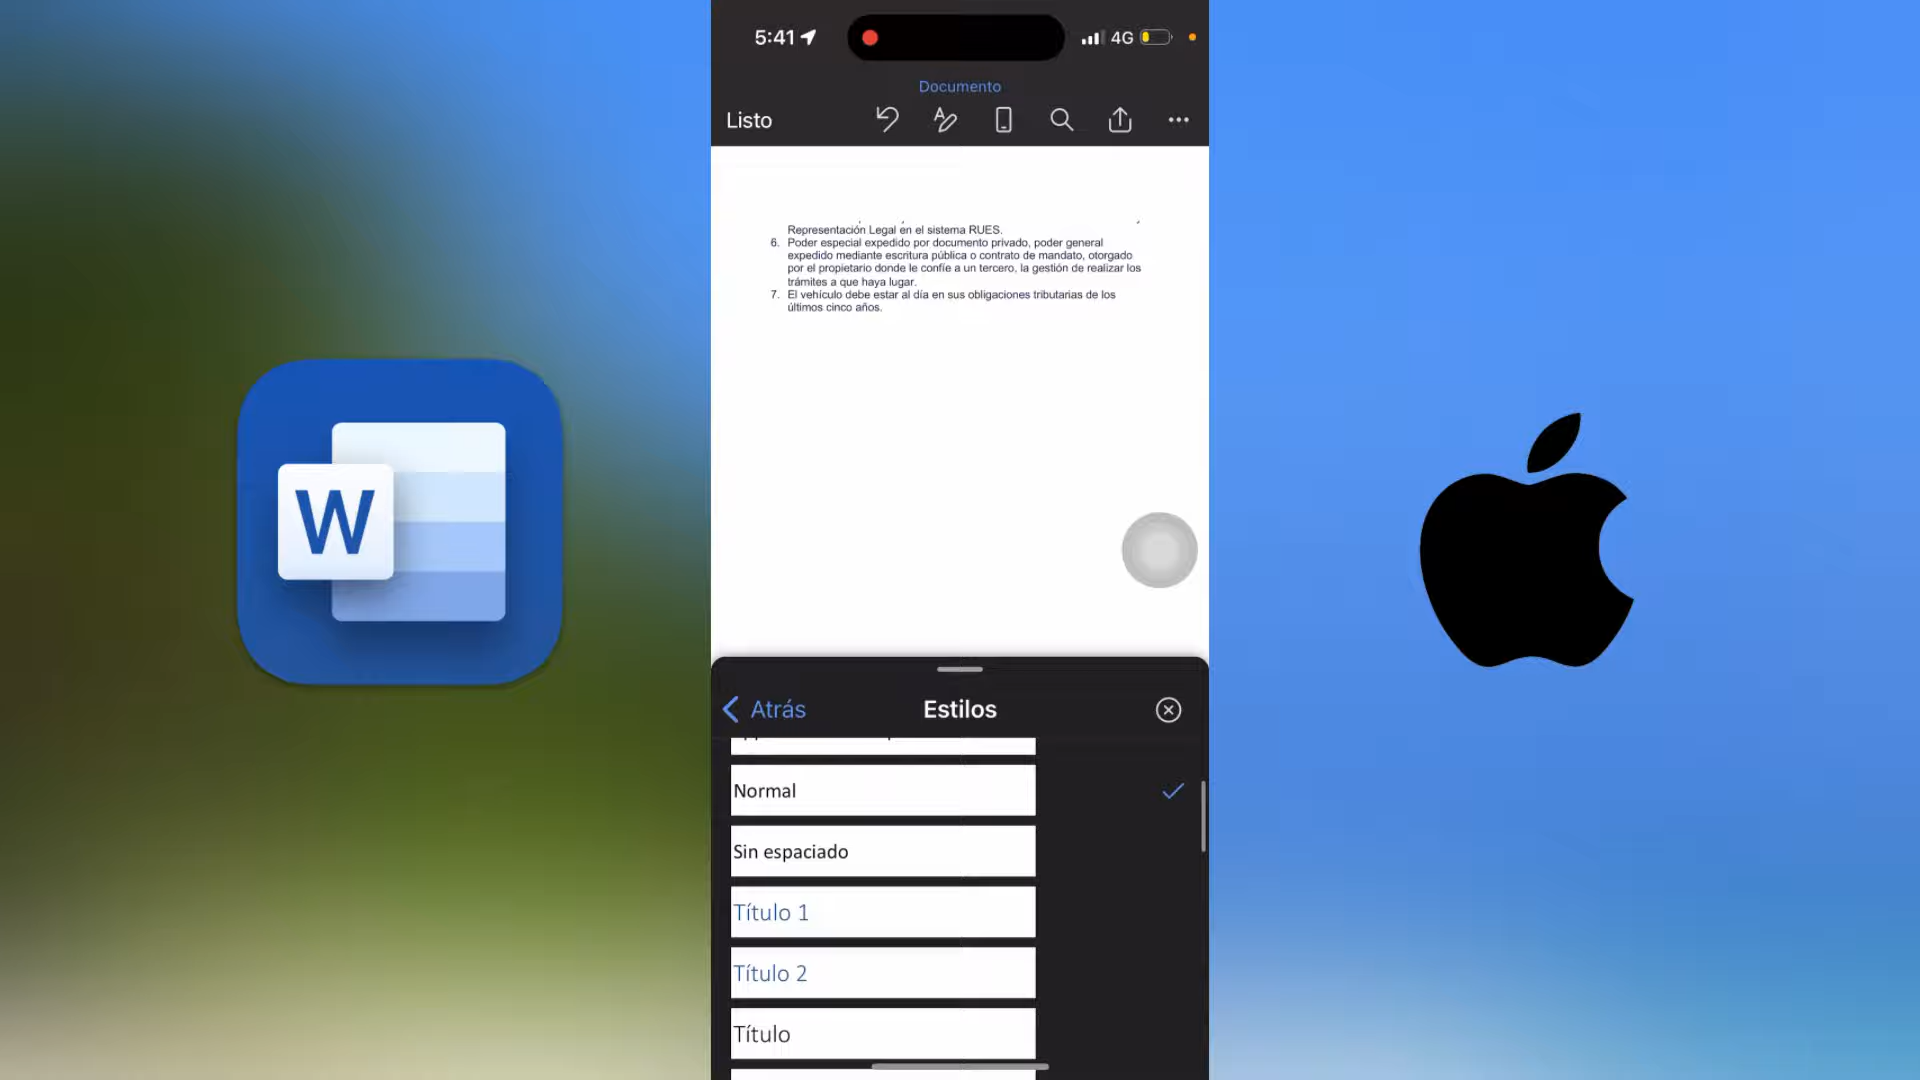 5:41
4G
Documento
Listo
Representación Legal en el sistema RUES.
6. Poder especial expedido por documento privado, poder general
expedido mediante escritura pública o contrato de mandato, otorgado
por el propietario donde le confíe a un tercero, la gestión de realizar los
trámites a que haya lugar.
7. El vehículo debe estar al día en sus obligaciones tributarias de los
últimos cinco años.
W
Atrás
Estilos
Normal
Sin espaciado
Título 1
Título 2
Título